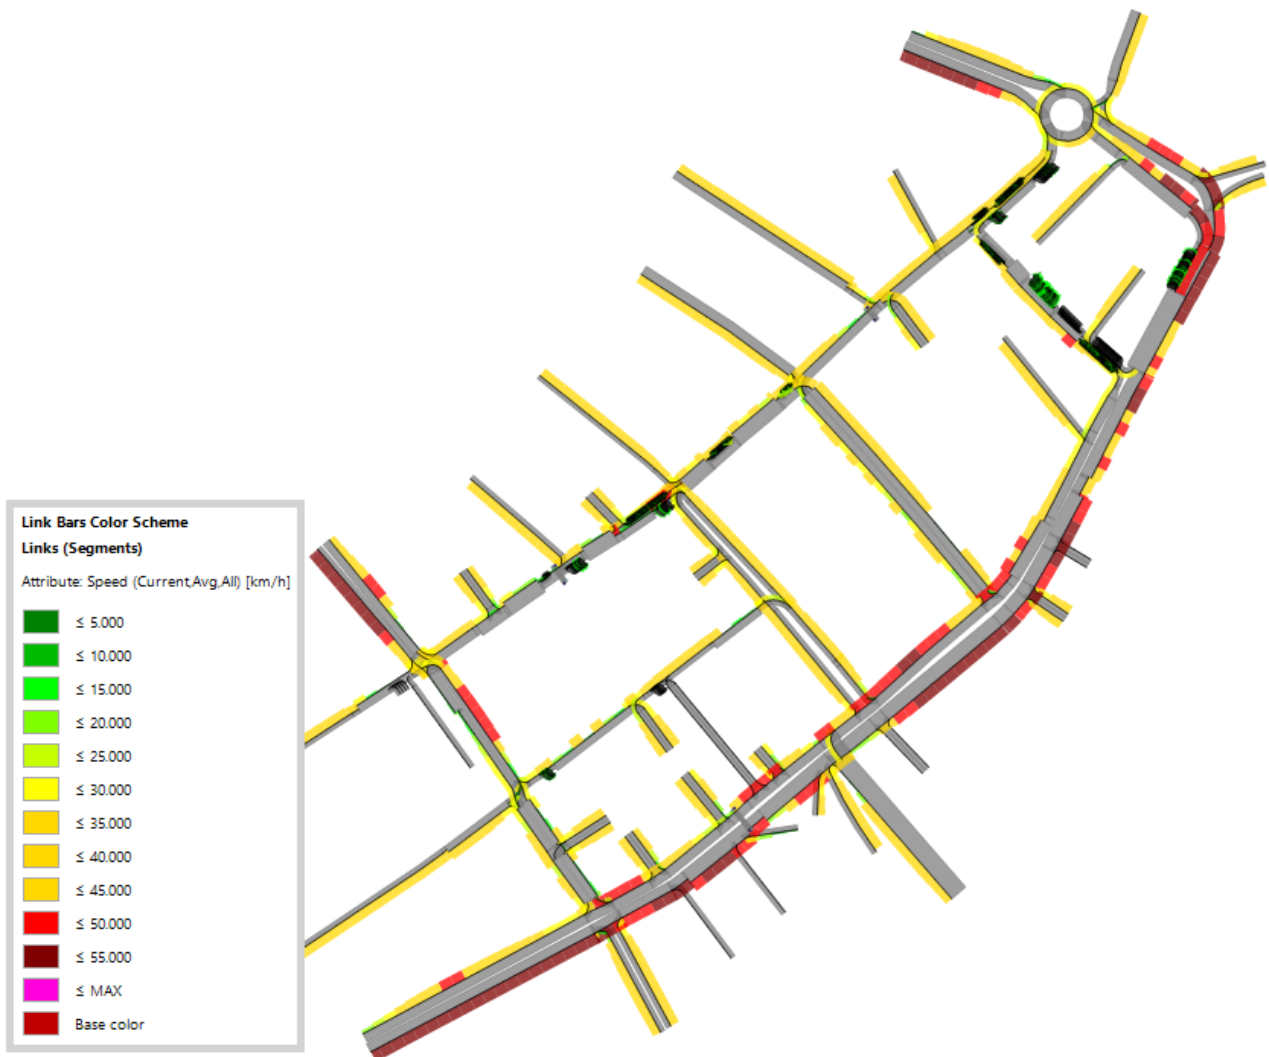 Link Bars Color Scheme
Links (Segments)
Attribute: Speed (Current,Avg,All) [km/h]
≤ 5.000
≤ 10.000
≤ 15.000
≤ 20.000
≤ 25.000
≤ 30.000
≤ 35.000
≤ 40.000
≤ 45.000
≤ 50.000
≤ 55.000
≤ MAX
Base color